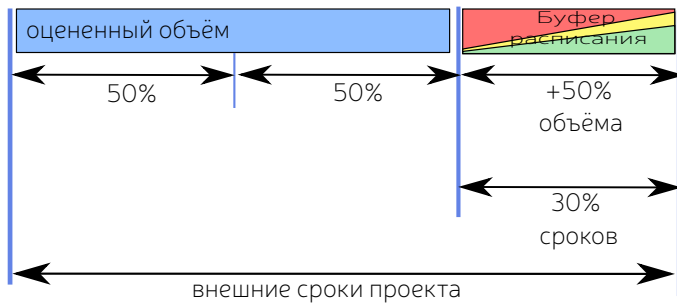 оцененный объём
Буфер
расписания
50%
50%
+50%
объёма
30%
сроков
внешние сроки проекта